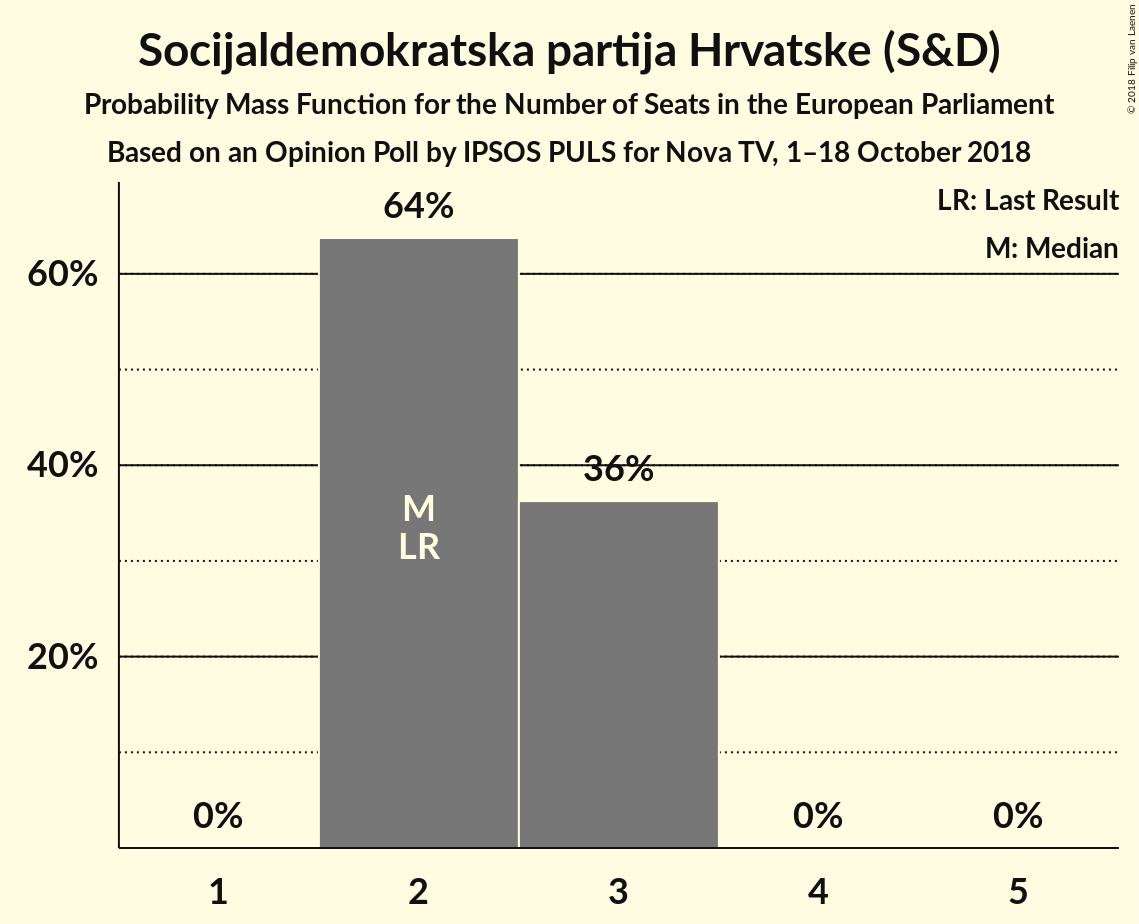 Socijaldemokratska partija Hrvatske (S&D)
Probability Mass Function for the Number of Seats in the European Parliament
Based on an Opinion Poll by IPSOS PULS for Nova TV, 1–18 October 2018
© 2018 Filip van Laenen
LR: Last Result
M: Median
64%
60%
40%
36%
M
LR
20%
0%
0%
0%
1
2
3
4
5